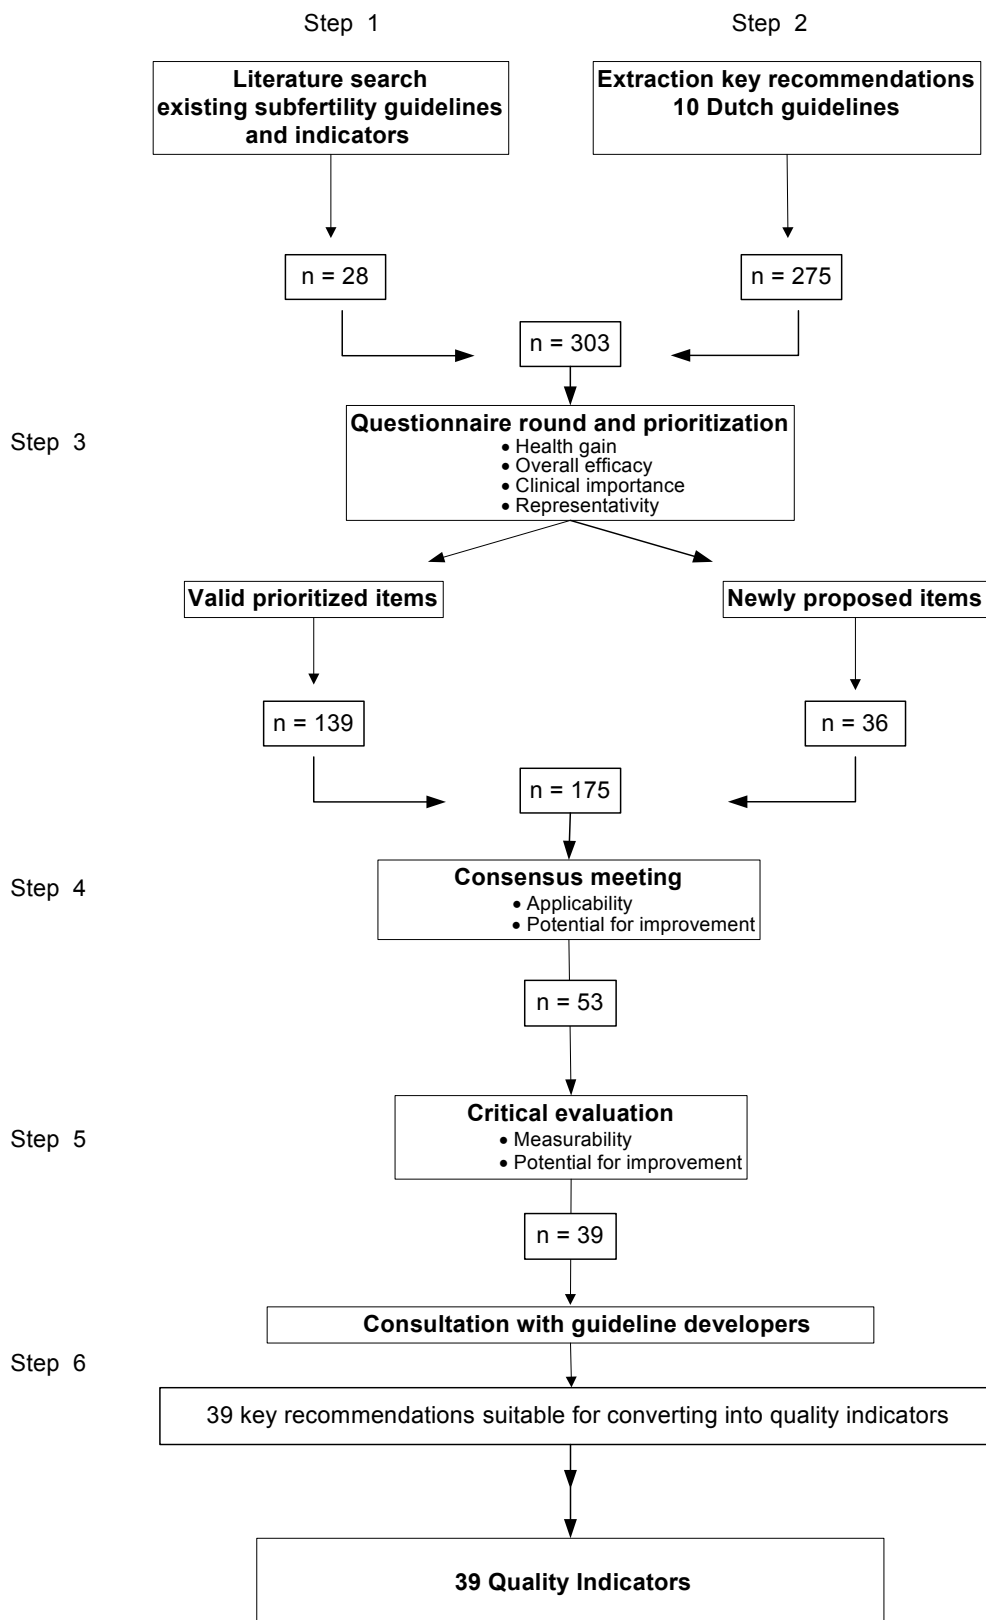 Step 1
Step 2
Literature search
existing subfertility guidelines
and indicators
Extraction key recommendations
10 Dutch guidelines
n = 28
n = 275
n = 303
Step 3
Questionnaire round and prioritization
• Health gain
• Overall efficacy
• Clinical importance
• Representativity
Valid prioritized items
Newly proposed items
n = 139
n = 36
n = 175
Step 4
Consensus meeting
• Applicability
• Potential for improvement
n = 53
Step 5
Critical evaluation
• Measurability
• Potential for improvement
n = 39
Consultation with guideline developers
Step 6
39 key recommendations suitable for converting into quality indicators
39 Quality Indicators